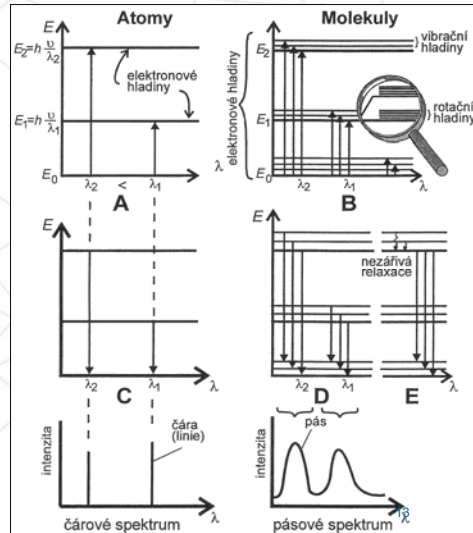 Atomy
Molekuly
E
E
E₂=h υ/λ₂
E₂
vibrační
hladiny
elektronové
hladiny
elektronové hladiny
E₁=h υ/λ₁
E₁
rotační
hladiny
λ
E₀
λ₂ < λ₁
E₀
λ₂ λ₁ λ
A
B
E
E
nezářivá
relaxace
λ₂ λ₁ λ
λ₂ λ₁ λ
C
D
E
intenzita
čára
(linie)
intenzita
pás
λ
13
λ
čárové spektrum
pásové spektrum